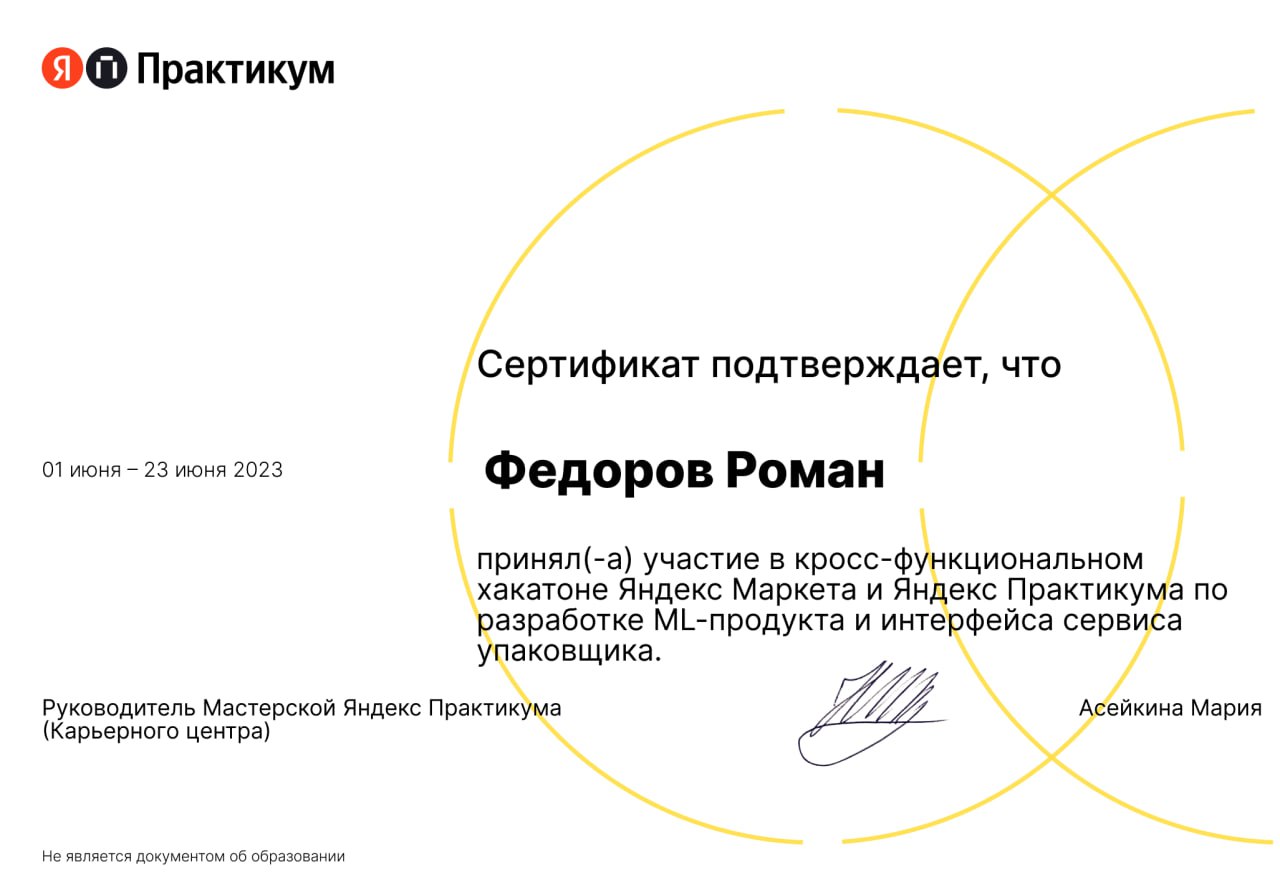 ЯП Практикум
Сертификат подтверждает, что
01 июня – 23 июня 2023
Федоров Роман
принял(-а) участие в кросс-функциональном
хакатоне Яндекс Маркета и Яндекс Практикума по
разработке ML-продукта и интерфейса сервиса
упаковщика.
Руководитель Мастерской Яндекс Практикума
(Карьерного центра)
Асейкина Мария
Не является документом об образовании